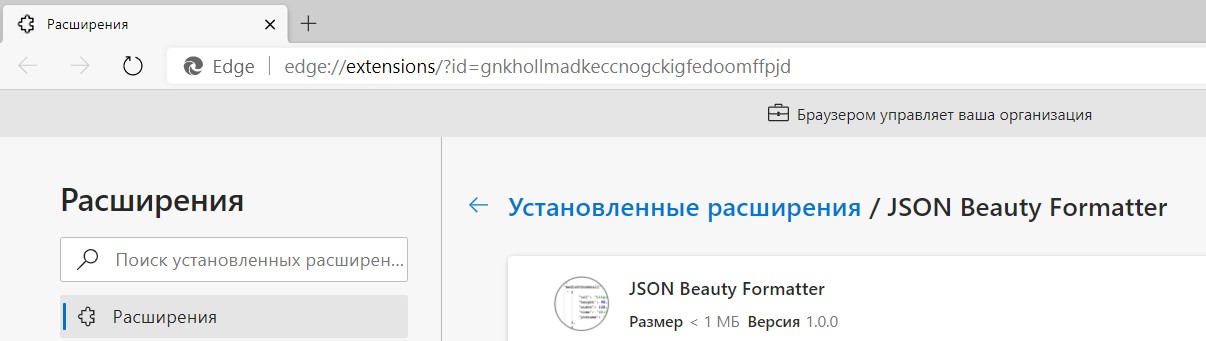 Расширения
Edge edge://extensions/?id=gnkhollmadkeccnogckigfedoomffpjd
Браузером управляет ваша организация
Расширения
Установленные расширения / JSON Beauty Formatter
Поиск установленных расширен...
JSON Beauty Formatter
Расширения
Размер < 1 МБ Версия 1.0.0